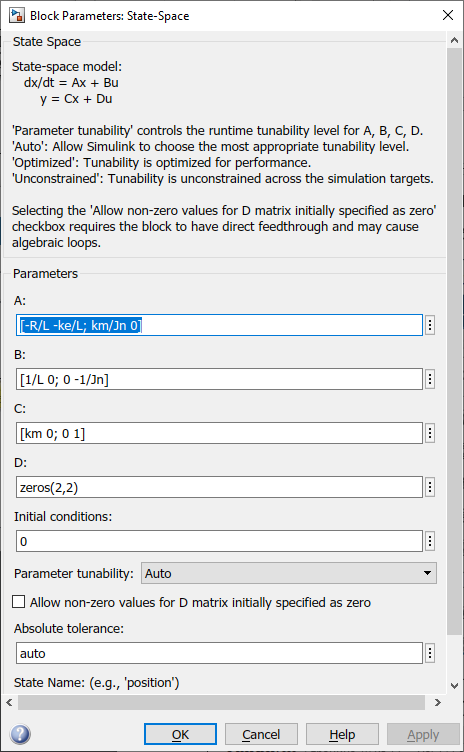 Block Parameters: State-Space
State Space
State-space model:
dx/dt = Ax + Bu
y = Cx + Du
'Parameter tunability' controls the runtime tunability level for A, B, C, D.
'Auto': Allow Simulink to choose the most appropriate tunability level.
'Optimized': Tunability is optimized for performance.
'Unconstrained': Tunability is unconstrained across the simulation targets.
Selecting the 'Allow non-zero values for D matrix initially specified as zero'
checkbox requires the block to have direct feedthrough and may cause
algebraic loops.
Parameters
A:
[-R/L -ke/L; km/Jn 0]
B:
[1/L 0; 0 -1/Jn]
C:
[km 0; 0 1]
D:
zeros(2,2)
Initial conditions:
0
Parameter tunability: Auto
Allow non-zero values for D matrix initially specified as zero
Absolute tolerance:
auto
State Name: (e.g., 'position')
OK Cancel Help Apply